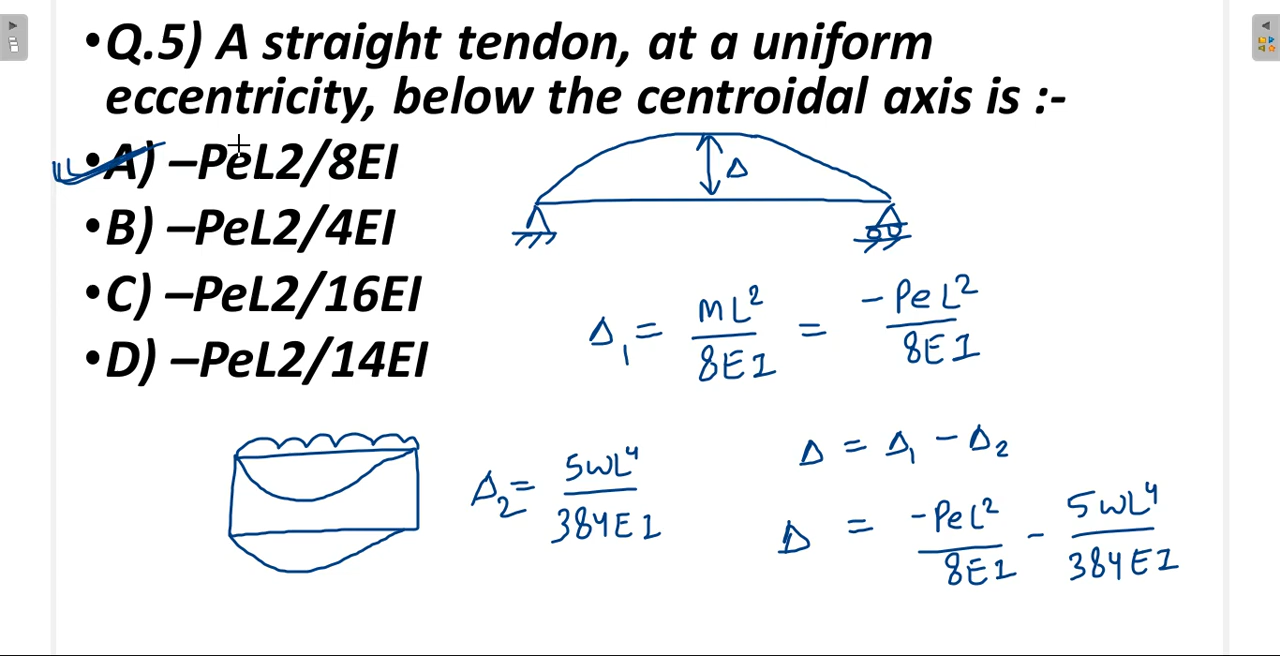 •Q.5) A straight tendon, at a uniform
eccentricity, below the centroidal axis is :-
•A) –PeL2/8EI
•B) –PeL2/4EI
•C) –PeL2/16EI
•D) –PeL2/14EI
Δ
Δ₁ = ML²/8EI = -PeL²/8EI
Δ₂ = 5WL⁴/384EI
Δ = Δ₁ - Δ₂
Δ = -PeL²/8EI - 5WL⁴/384EI